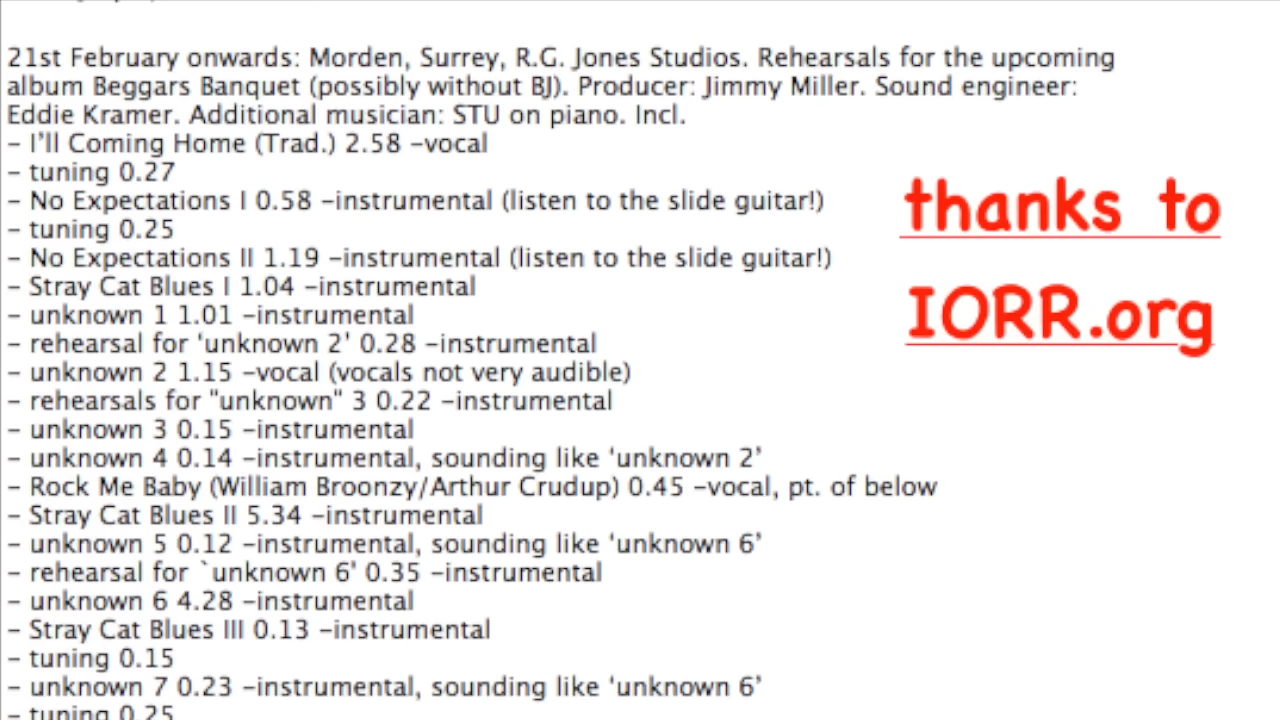 21st February onwards: Morden, Surrey, R.G. Jones Studios. Rehearsals for the upcoming
album Beggars Banquet (possibly without BJ). Producer: Jimmy Miller. Sound engineer:
Eddie Kramer. Additional musician: STU on piano. Incl.
– I’ll Coming Home (Trad.) 2.58 –vocal
– tuning 0.27
– No Expectations I 0.58 –instrumental (listen to the slide guitar!)
– tuning 0.25
– No Expectations II 1.19 –instrumental (listen to the slide guitar!)
– Stray Cat Blues I 1.04 –instrumental
– unknown 1 1.01 –instrumental
– rehearsal for ‘unknown 2’ 0.28 –instrumental
– unknown 2 1.15 –vocal (vocals not very audible)
– rehearsals for "unknown" 3 0.22 –instrumental
– unknown 3 0.15 –instrumental
– unknown 4 0.14 –instrumental, sounding like ‘unknown 2’
– Rock Me Baby (William Broonzy/Arthur Crudup) 0.45 –vocal, pt. of below
– Stray Cat Blues II 5.34 –instrumental
– unknown 5 0.12 –instrumental, sounding like ‘unknown 6’
– rehearsal for `unknown 6' 0.35 –instrumental
– unknown 6 4.28 –instrumental
– Stray Cat Blues III 0.13 –instrumental
– tuning 0.15
– unknown 7 0.23 –instrumental, sounding like ‘unknown 6’
– tuning 0.25
thanks to
IORR.org